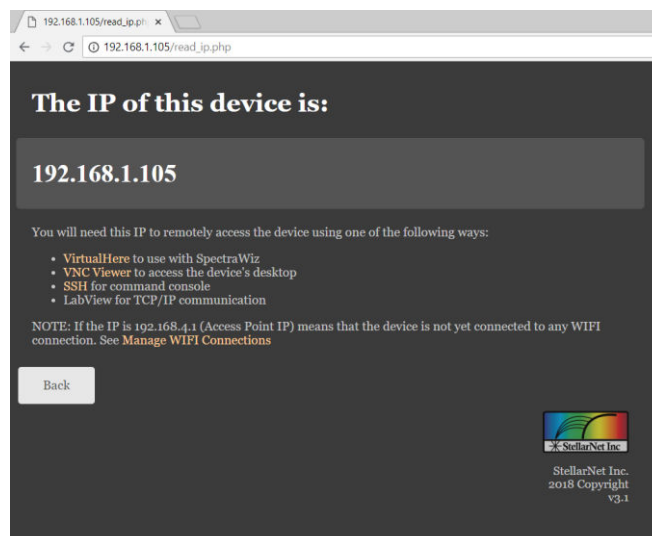 192.168.1.105/read_ip.ph
192.168.1.105/read_ip.php
The IP of this device is:
192.168.1.105
You will need this IP to remotely access the device using one of the following ways:
• VirtualHere to use with SpectraWiz
• VNC Viewer to access the device's desktop
• SSH for command console
• LabView for TCP/IP communication
NOTE: If the IP is 192.168.4.1 (Access Point IP) means that the device is not yet connected to any WIFI
connection. See Manage WIFI Connections
Back
StellarNet Inc
StellarNet Inc.
2018 Copyright
v3.1